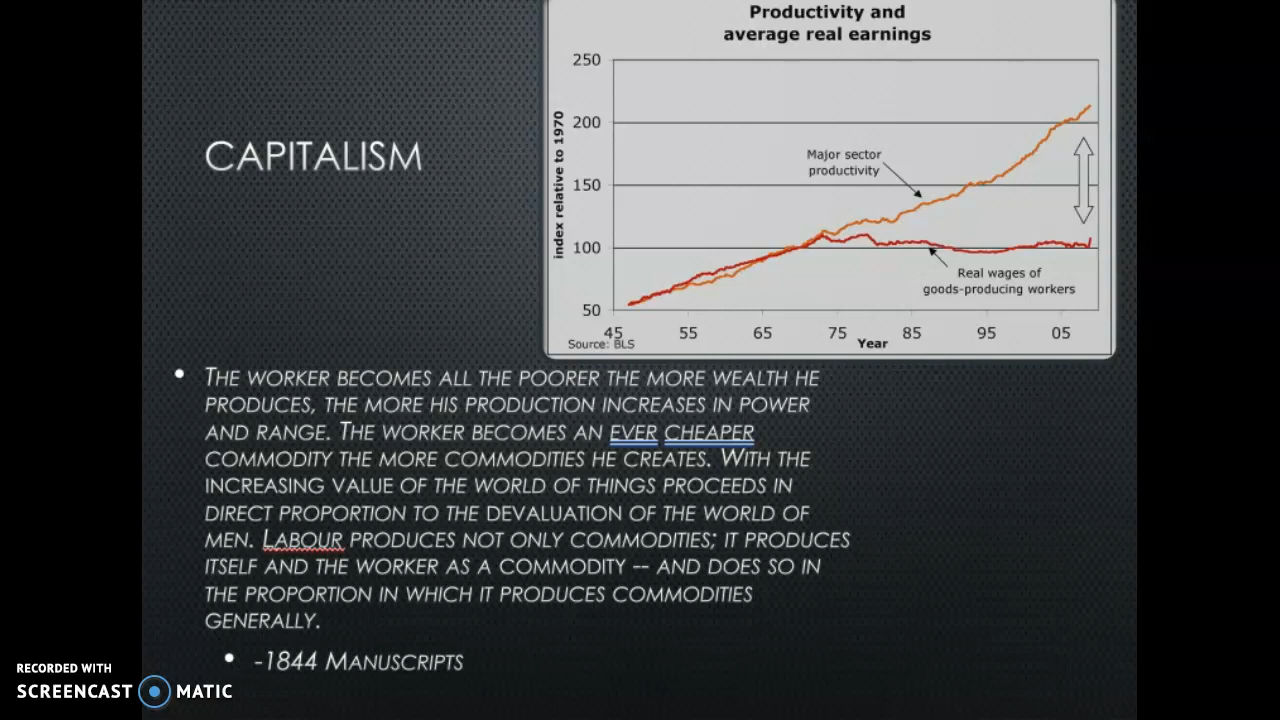 Productivity and
average real earnings
250
200
150
100
50
index relative to 1970
Major sector
productivity
Real wages of
goods-producing workers
45 55 65 75 85 95 05
Source: BLS
Year
CAPITALISM
• THE WORKER BECOMES ALL THE POORER THE MORE WEALTH HE
PRODUCES, THE MORE HIS PRODUCTION INCREASES IN POWER
AND RANGE. THE WORKER BECOMES AN EVER CHEAPER
COMMODITY THE MORE COMMODITIES HE CREATES. WITH THE
INCREASING VALUE OF THE WORLD OF THINGS PROCEEDS IN
DIRECT PROPORTION TO THE DEVALUATION OF THE WORLD OF
MEN. LABOUR PRODUCES NOT ONLY COMMODITIES; IT PRODUCES
ITSELF AND THE WORKER AS A COMMODITY -- AND DOES SO IN
THE PROPORTION IN WHICH IT PRODUCES COMMODITIES
GENERALLY.
• -1844 MANUSCRIPTS
RECORDED WITH
SCREENCAST MATIC